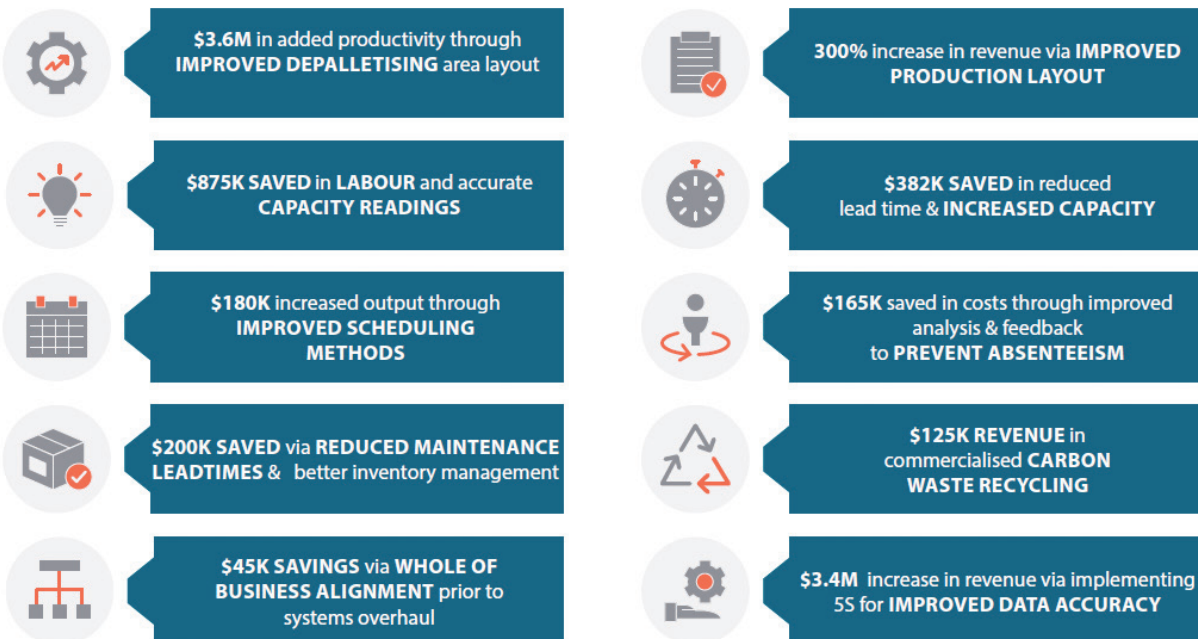 $3.6M in added productivity through
IMPROVED DEPALLETISING area layout
$875K SAVED in LABOUR and accurate
CAPACITY READINGS
$180K increased output through
IMPROVED SCHEDULING
METHODS
$200K SAVED via REDUCED MAINTENANCE
LEADTIMES & better inventory management
$45K SAVINGS via WHOLE OF
BUSINESS ALIGNMENT prior to
systems overhaul
300% increase in revenue via IMPROVED
PRODUCTION LAYOUT
$382K SAVED in reduced
lead time & INCREASED CAPACITY
$165K saved in costs through improved
analysis & feedback
to PREVENT ABSENTEEISM
$125K REVENUE in
commercialised CARBON
WASTE RECYCLING
$3.4M increase in revenue via implementing
5S for IMPROVED DATA ACCURACY